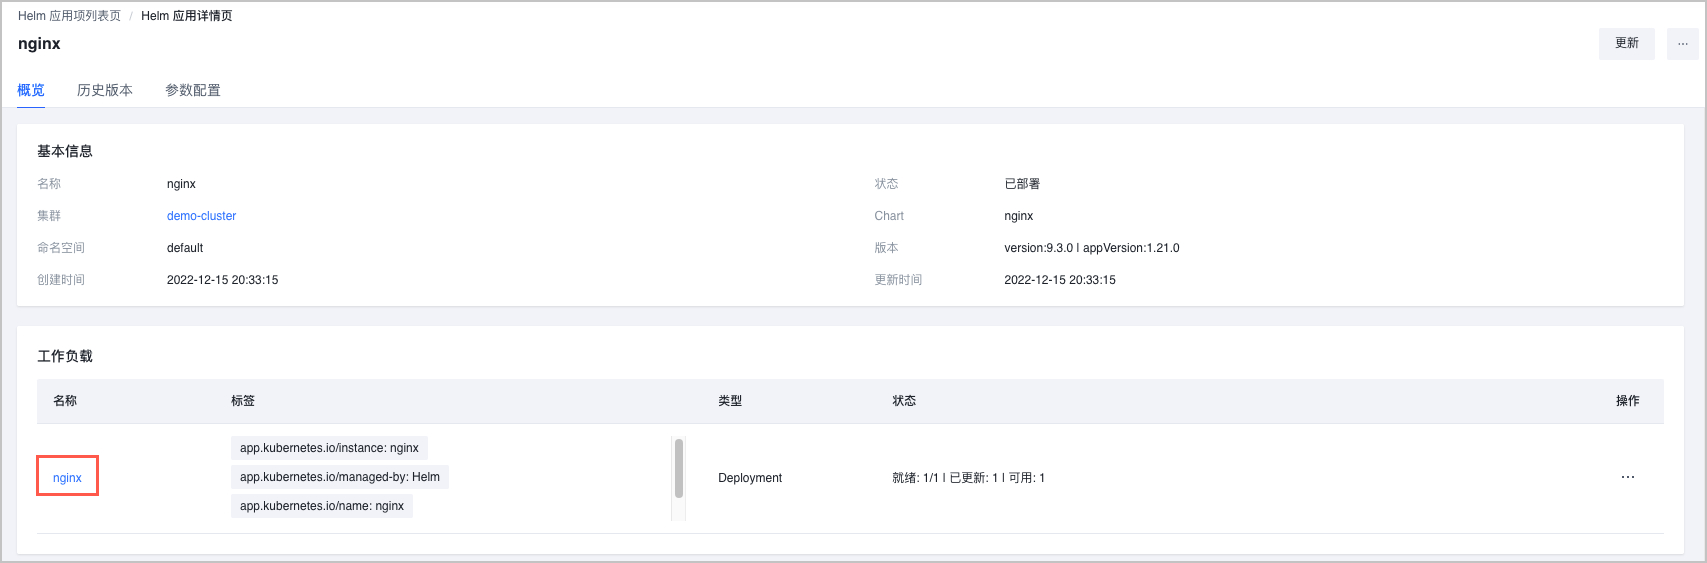 Helm 应用项列表页 / Helm 应用详情页
nginx
更新 ···
概览 历史版本 参数配置
基本信息
名称 nginx 状态 已部署
集群 demo-cluster Chart nginx
命名空间 default 版本 version:9.3.0 | appVersion:1.21.0
创建时间 2022-12-15 20:33:15 更新时间 2022-12-15 20:33:15
工作负载
名称 标签 类型 状态 操作
app.kubernetes.io/instance: nginx
nginx app.kubernetes.io/managed-by: Helm Deployment 就绪: 1/1 | 已更新: 1 | 可用: 1 ···
app.kubernetes.io/name: nginx